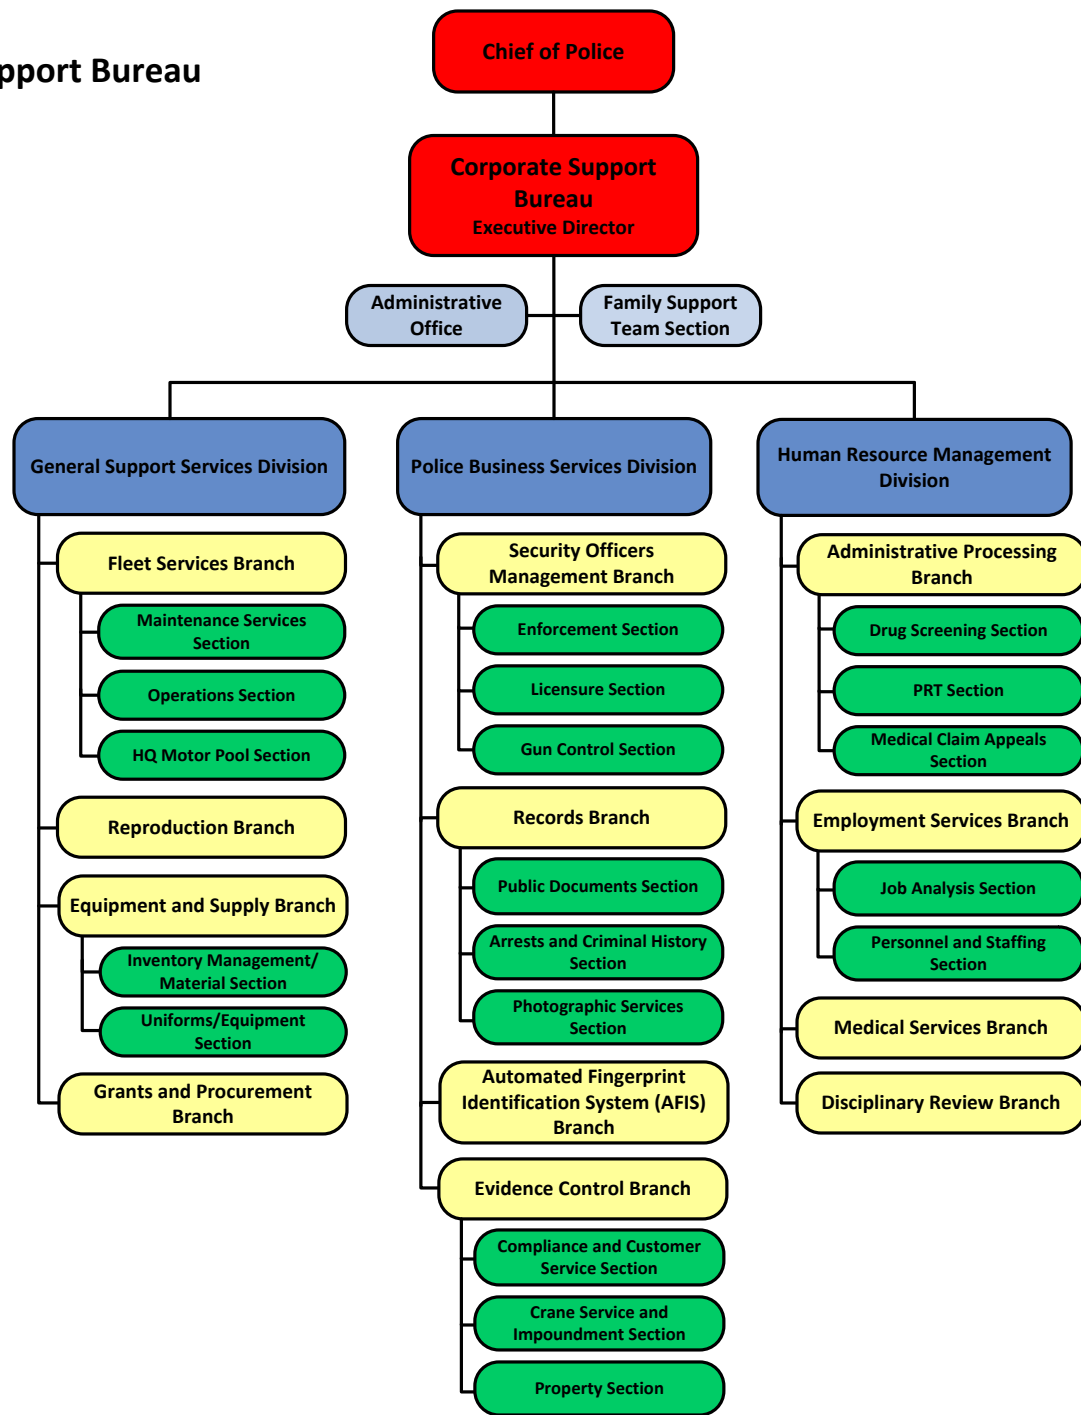 pport Bureau
Chief of Police
Corporate Support
Bureau
Executive Director
Administrative
Office
Family Support
Team Section
General Support Services Division
Fleet Services Branch
Maintenance Services
Section
Operations Section
HQ Motor Pool Section
Reproduction Branch
Equipment and Supply Branch
Inventory Management/
Material Section
Uniforms/Equipment
Section
Grants and Procurement
Branch
Police Business Services Division
Security Officers
Management Branch
Enforcement Section
Licensure Section
Gun Control Section
Records Branch
Public Documents Section
Arrests and Criminal History
Section
Photographic Services
Section
Automated Fingerprint
Identification System (AFIS)
Branch
Evidence Control Branch
Compliance and Customer
Service Section
Crane Service and
Impoundment Section
Property Section
Human Resource Management
Division
Administrative Processing
Branch
Drug Screening Section
PRT Section
Medical Claim Appeals
Section
Employment Services Branch
Job Analysis Section
Personnel and Staffing
Section
Medical Services Branch
Disciplinary Review Branch